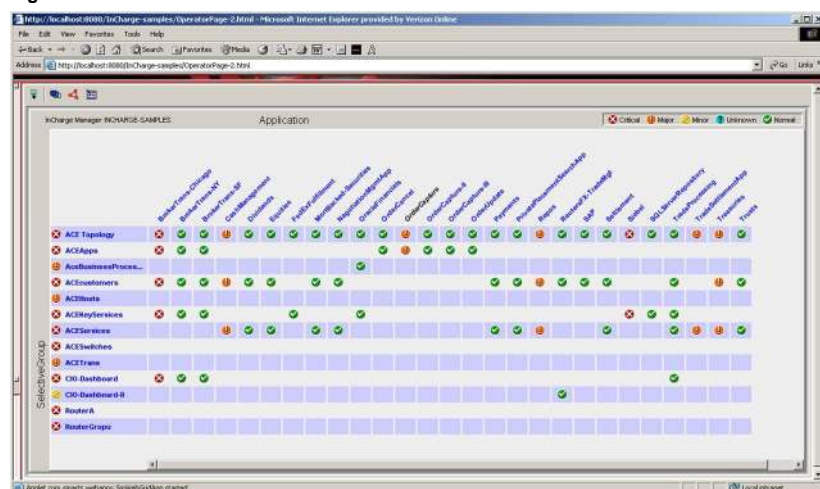 http://localhost:8080/InCharge-samples/OperatorPage-2.html - Microsoft Internet Explorer provided by Verizon Online
File Edit View Favorites Tools Help
Back Search Favorites Media
Address http://localhost:8080/InCharge-samples/OperatorPage-2.html Go Links
InCharge Manager INCHARGE-SAMPLES Application Critical Major Minor Unknown Normal
BrokerTrans-Chicago
BrokerTrans-NY
BrokerTrans-SF
CashManagement
Dividends
Equities
FedExFulfillment
MortBacked-Securities
NegotiationMgmtApp
OracleFinancials
OrderCapital
OrderCapture
OrderCapture-II
OrderCapture-III
OrderUpdate
Payments
PrivatePlacementSearchApp
Repos
ReutersFX-TradeMgt
SAP
Settlement
Siebel
SQLServerRepository
TradeProcessing
TradeSettlementApp
Treasuries
Trusts
SelectiveGroup
ACE Topology
ACEApps
AceBusinessProces...
ACEcustomers
ACEHosts
ACEKeyServices
ACEServices
ACESwitches
ACETrans
CIO-Dashboard
CIO-Dashboard-II
RouterA
RouterGropu
Local intranet